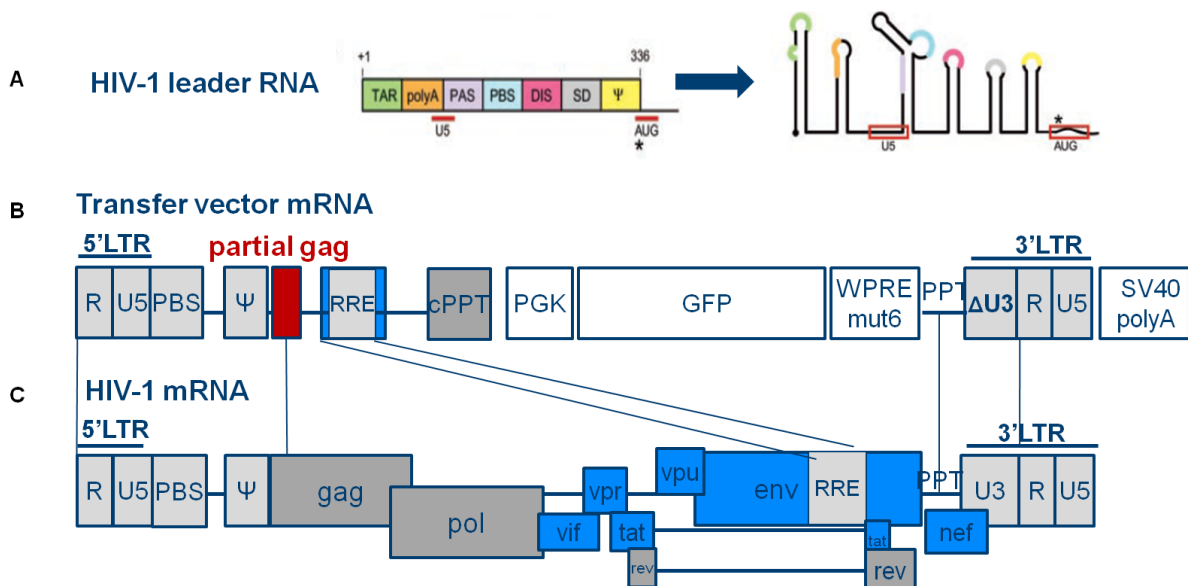 A
HIV-1 leader RNA
+1
336
TAR
polyA
PAS
PBS
DIS
SD
Ψ
U5
AUG
*
U5
*
AUG
B
Transfer vector mRNA
5'LTR
partial gag
3'LTR
R
U5
PBS
Ψ
RRE
cPPT
PGK
GFP
WPRE
mut6
PPT
ΔU3
R
U5
SV40
polyA
C
HIV-1 mRNA
5'LTR
3'LTR
R
U5
PBS
Ψ
gag
pol
vif
vpr
tat
rev
vpu
env
RRE
tat
rev
PPT
nef
U3
R
U5